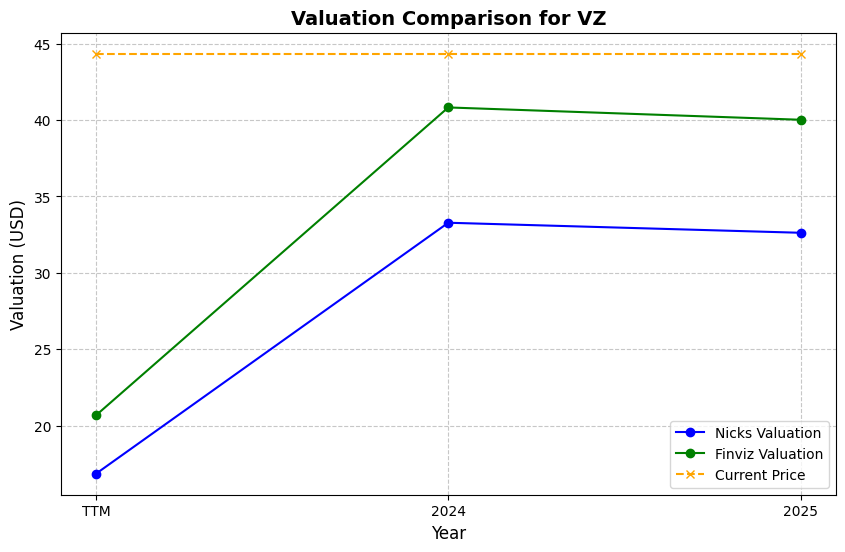 Valuation Comparison for VZ
Valuation (USD)
45
40
35
30
25
20
TTM
2024
2025
Year
Nicks Valuation
Finviz Valuation
Current Price